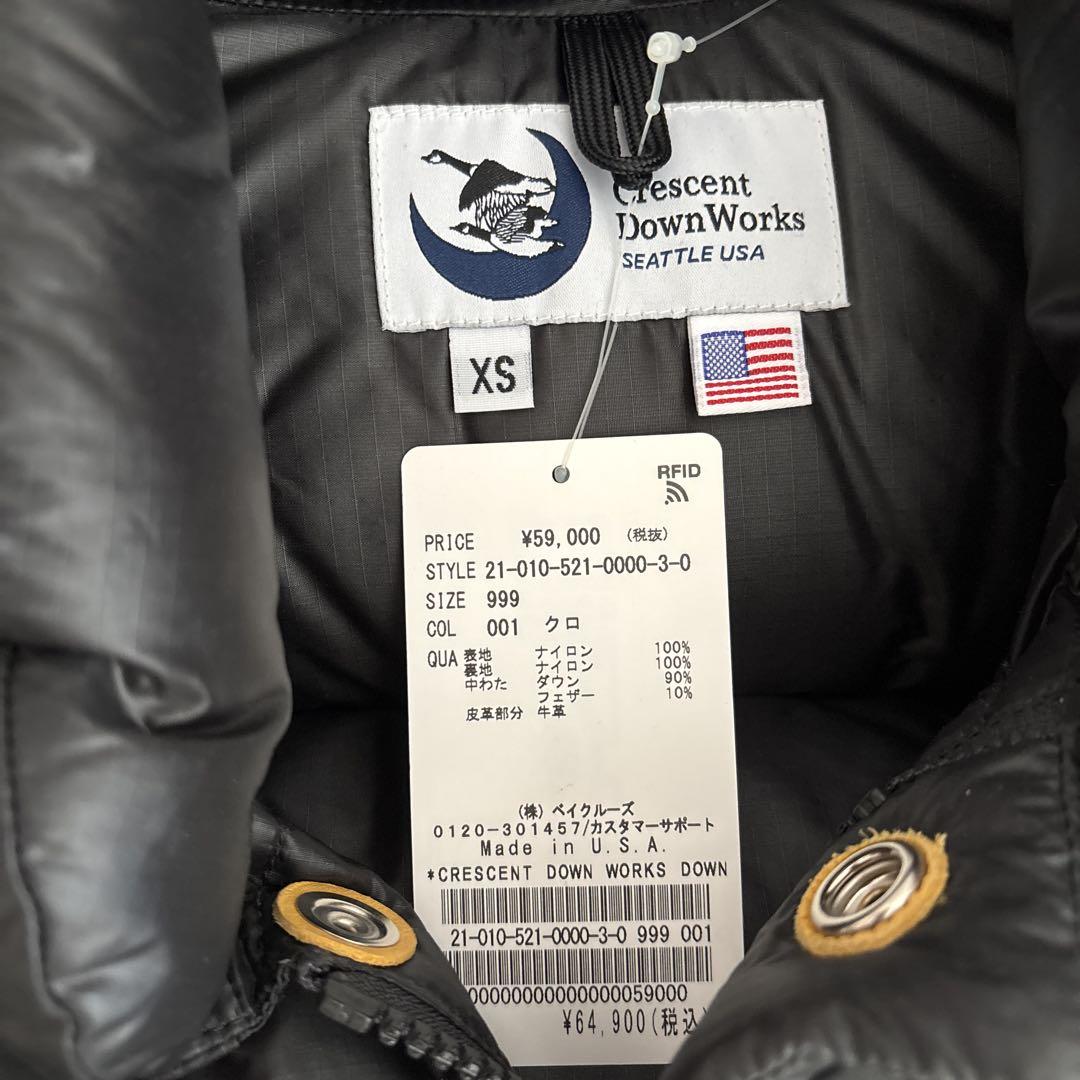 Crescent
DownWorks
SEATTLE USA
XS
RFID
PRICE ¥59,000 (税抜)
STYLE 21-010-521-0000-3-0
SIZE 999
COL 001 クロ
QUA 表地 ナイロン 100%
裏地 ナイロン 100%
中わた ダウン 90%
フェザー 10%
皮革部分 牛革
(株) ベイクルーズ
0120-301457/カスタマーサポート
Made in U.S.A.
*CRESCENT DOWN WORKS DOWN
21-010-521-0000-3-0 999 001
0000000000000059000
¥64,900(税込)